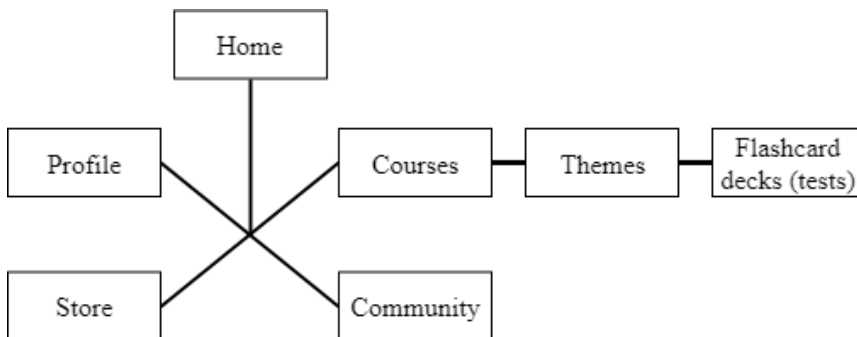 Home
Profile
Courses
Themes
Flashcard
decks (tests)
Store
Community